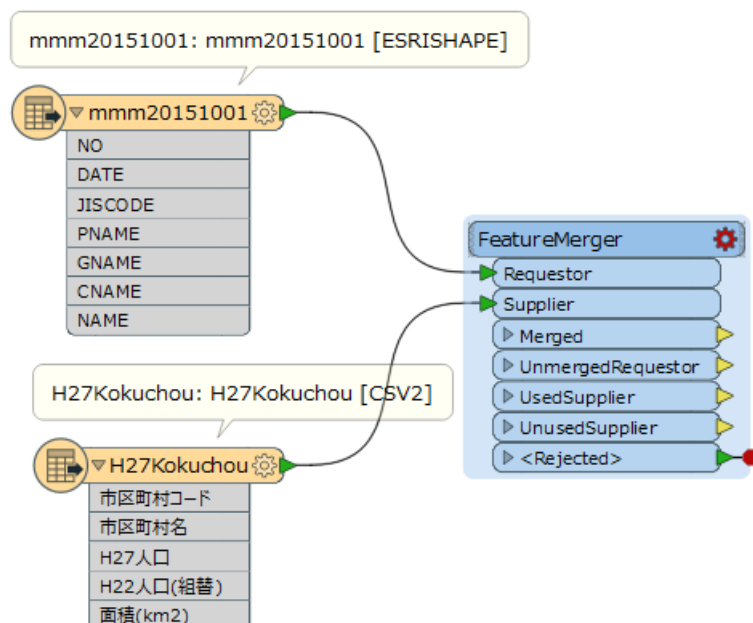 mmm20151001: mmm20151001 [ESRISHAPE]
mmm20151001
NO
DATE
JISCODE
PNAME
GNAME
CNAME
NAME
FeatureMerger
Requestor
Supplier
Merged
UnmergedRequestor
UsedSupplier
UnusedSupplier
<Rejected>
H27Kokuchou: H27Kokuchou [CSV2]
H27Kokuchou
市区町村コード
市区町村名
H27人口
H22人口(組替)
面積(km2)